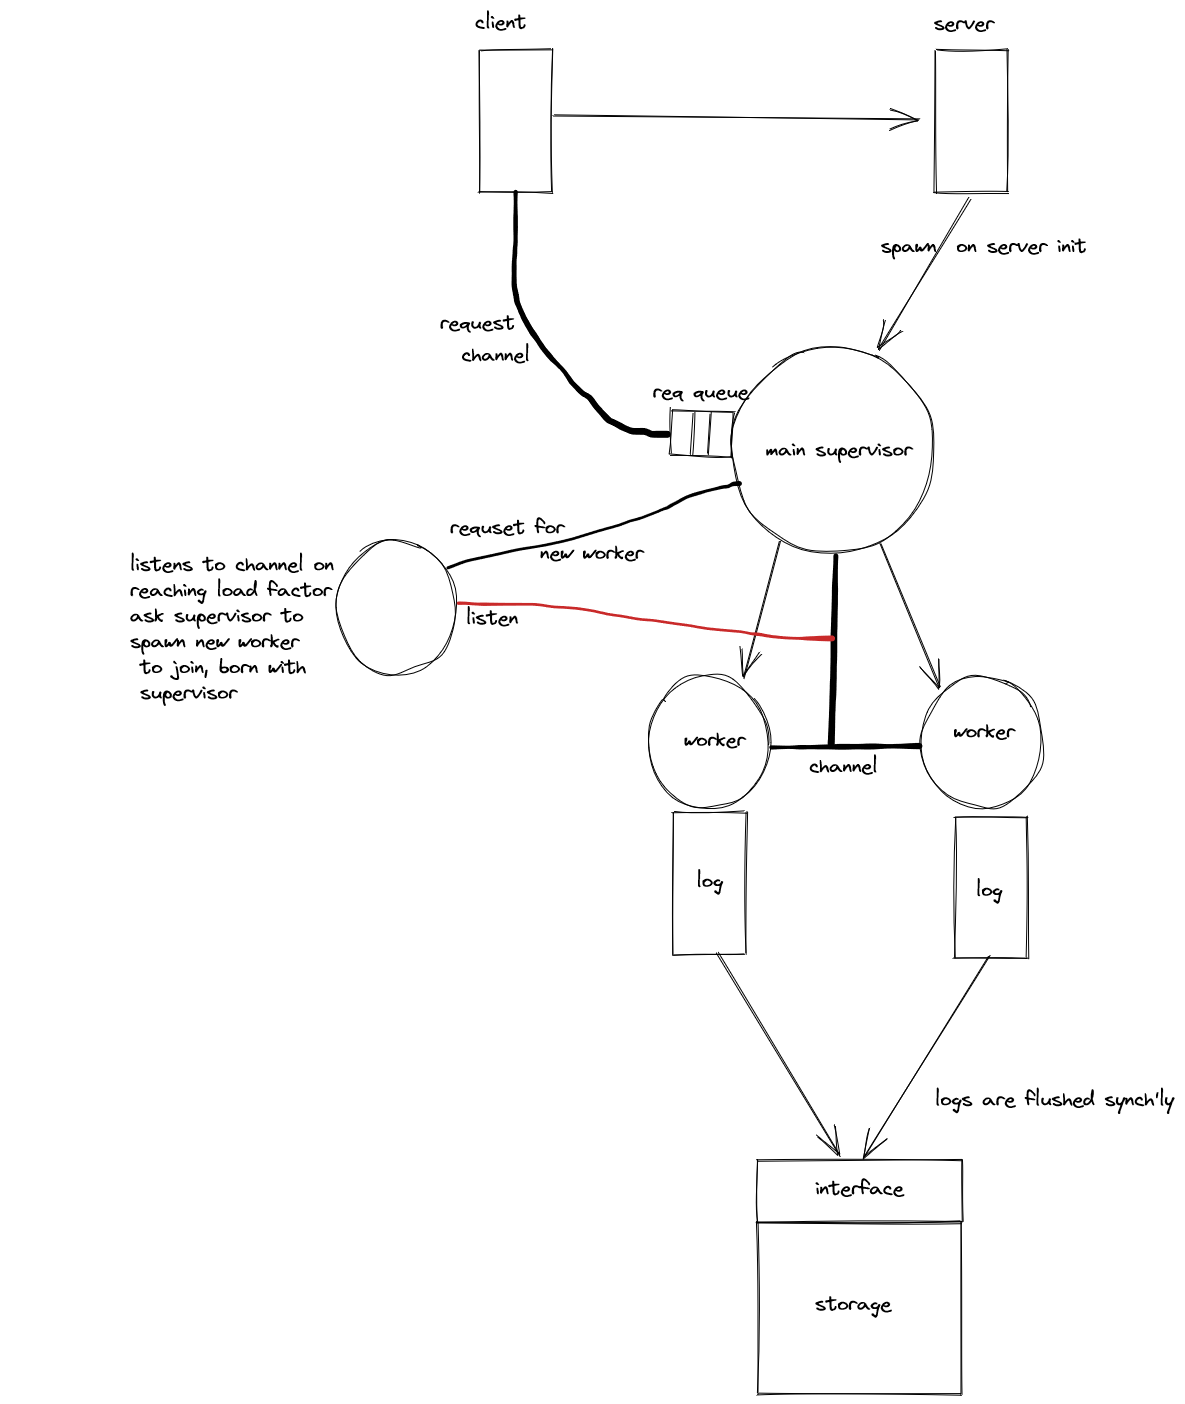 client
server
spawn on server init
request
channel
req queue
main supervisor
requset for
new worker
listens to channel on
reaching load factor
ask supervisor to
spawn new worker
to join, born with
supervisor
listen
worker
worker
channel
log
log
logs are flushed synch'ly
interface
storage